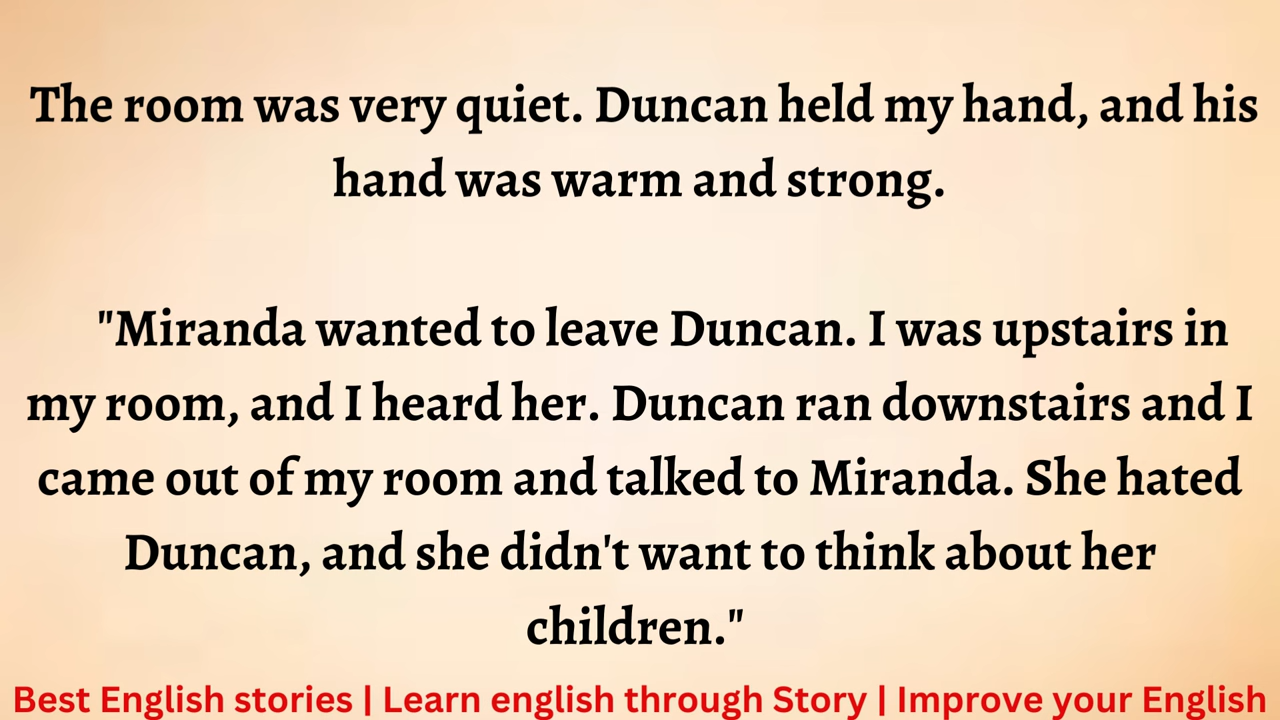 The room was very quiet. Duncan held my hand, and his
hand was warm and strong.
"Miranda wanted to leave Duncan. I was upstairs in
my room, and I heard her. Duncan ran downstairs and I
came out of my room and talked to Miranda. She hated
Duncan, and she didn't want to think about her
children."
Best English stories | Learn english through Story | Improve your English